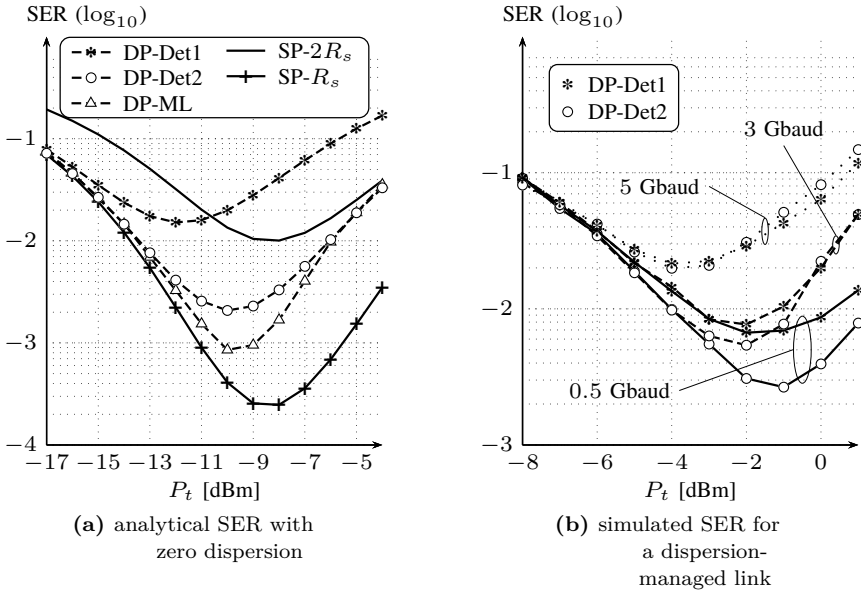 SER (log10)
DP-Det1
DP-Det2
DP-ML
SP-2Rs
SP-Rs
−1
−2
−3
−4
−17 −15 −13 −11 −9 −7 −5
Pt [dBm]
(a) analytical SER with
zero dispersion
SER (log10)
DP-Det1
DP-Det2
3 Gbaud
5 Gbaud
0.5 Gbaud
−1
−2
−3
−8 −6 −4 −2 0
Pt [dBm]
(b) simulated SER for
a dispersion-
managed link